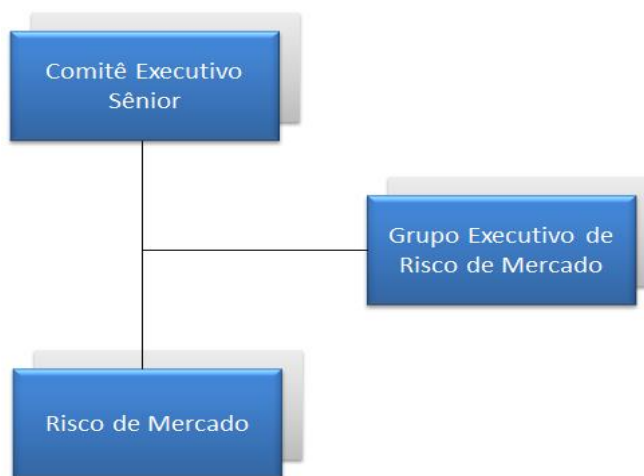 Comitê Executivo
Sênior
Grupo Executivo de
Risco de Mercado
Risco de Mercado